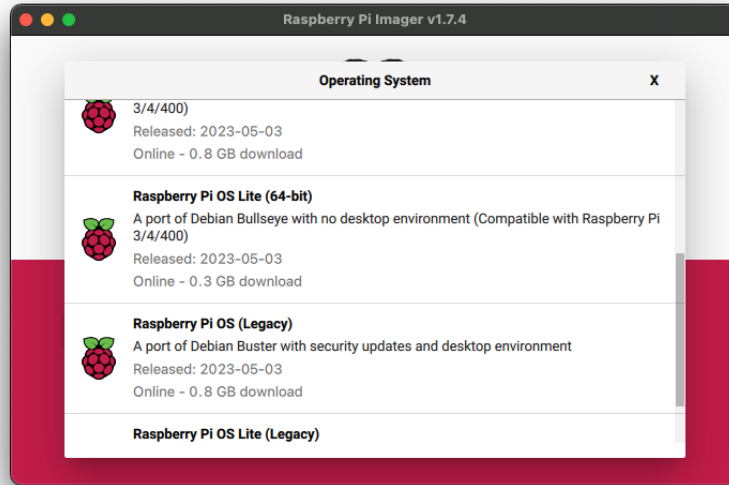 Raspberry Pi Imager v1.7.4
Operating System X
3/4/400)
Released: 2023-05-03
Online - 0.8 GB download
Raspberry Pi OS Lite (64-bit)
A port of Debian Bullseye with no desktop environment (Compatible with Raspberry Pi
3/4/400)
Released: 2023-05-03
Online - 0.3 GB download
Raspberry Pi OS (Legacy)
A port of Debian Buster with security updates and desktop environment
Released: 2023-05-03
Online - 0.8 GB download
Raspberry Pi OS Lite (Legacy)